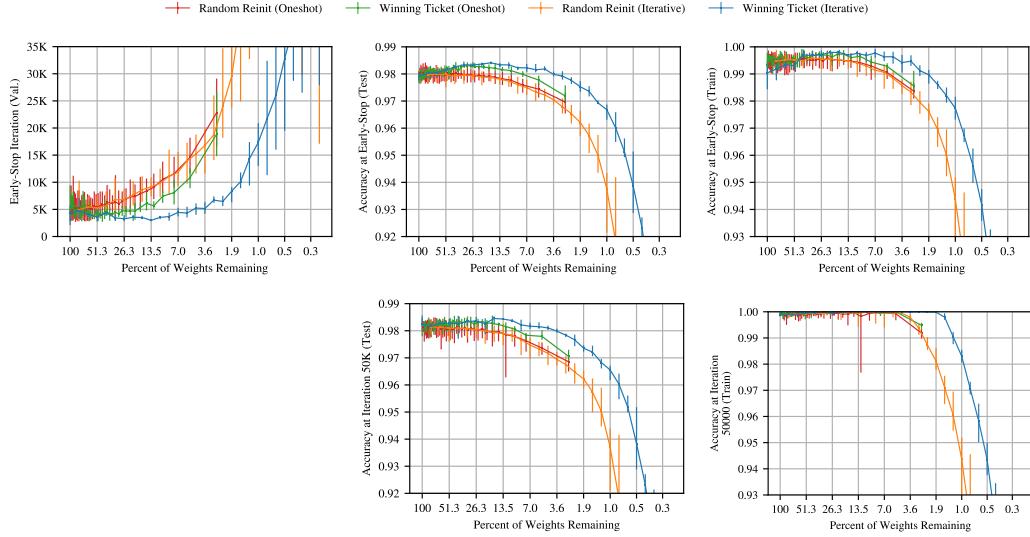 Random Reinit (Oneshot) Winning Ticket (Oneshot) Random Reinit (Iterative) Winning Ticket (Iterative)
Early-Stop Iteration (Val.)
35K
30K
25K
20K
15K
10K
5K
0
100 51.3 26.3 13.5 7.0 3.6 1.9 1.0 0.5 0.3
Percent of Weights Remaining
Accuracy at Early-Stop (Test)
0.99
0.98
0.97
0.96
0.95
0.94
0.93
0.92
100 51.3 26.3 13.5 7.0 3.6 1.9 1.0 0.5 0.3
Percent of Weights Remaining
Accuracy at Early-Stop (Train)
1.00
0.99
0.98
0.97
0.96
0.95
0.94
0.93
100 51.3 26.3 13.5 7.0 3.6 1.9 1.0 0.5 0.3
Percent of Weights Remaining
Accuracy at Iteration 50K (Test)
0.99
0.98
0.97
0.96
0.95
0.94
0.93
0.92
100 51.3 26.3 13.5 7.0 3.6 1.9 1.0 0.5 0.3
Percent of Weights Remaining
Accuracy at Iteration
50000 (Train)
1.00
0.99
0.98
0.97
0.96
0.95
0.94
0.93
100 51.3 26.3 13.5 7.0 3.6 1.9 1.0 0.5 0.3
Percent of Weights Remaining